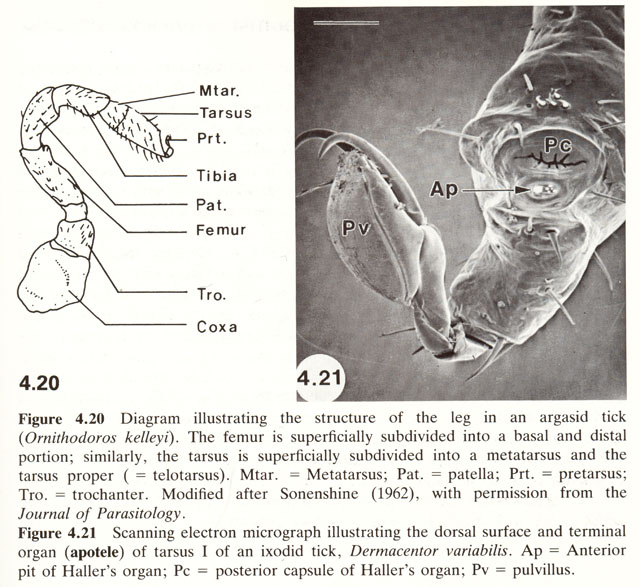 Mtar.
Tarsus
Prt.
Tibia
Pat.
Femur
Tro.
Coxa
4.20
Pc
Ap
Pv
4.21
Figure 4.20 Diagram illustrating the structure of the leg in an argasid tick
(Ornithodoros kelleyi). The femur is superficially subdivided into a basal and distal
portion; similarly, the tarsus is superficially subdivided into a metatarsus and the
tarsus proper ( = telotarsus). Mtar. = Metatarsus; Pat. = patella; Prt. = pretarsus;
Tro. = trochanter. Modified after Sonenshine (1962), with permission from the
Journal of Parasitology.
Figure 4.21 Scanning electron micrograph illustrating the dorsal surface and terminal
organ (apotele) of tarsus I of an ixodid tick, Dermacentor variabilis. Ap = Anterior
pit of Haller's organ; Pc = posterior capsule of Haller's organ; Pv = pulvillus.